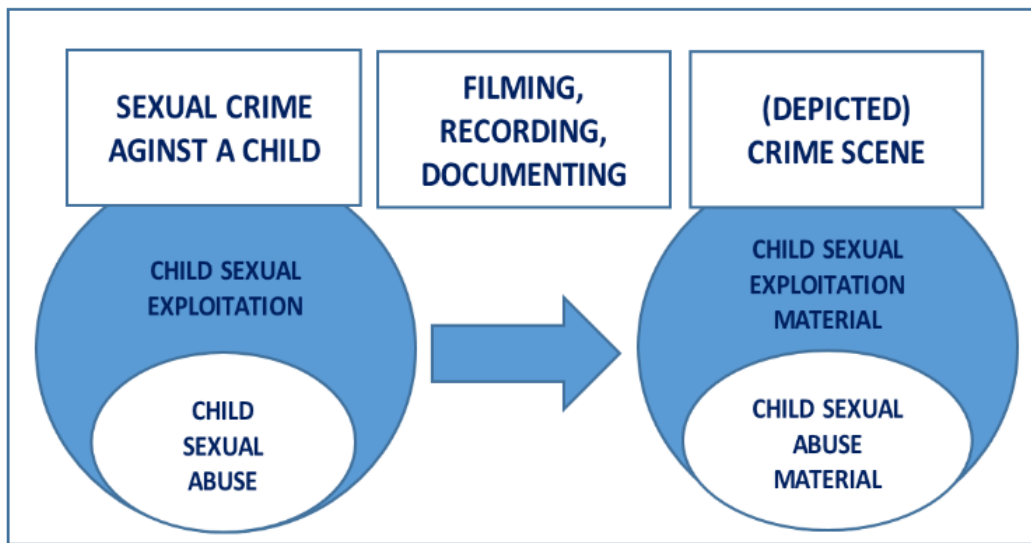 SEXUAL CRIME
AGINST A CHILD
FILMING,
RECORDING,
DOCUMENTING
(DEPICTED)
CRIME SCENE
CHILD SEXUAL
EXPLOITATION
CHILD
SEXUAL
ABUSE
CHILD SEXUAL
EXPLOITATION
MATERIAL
CHILD SEXUAL
ABUSE
MATERIAL